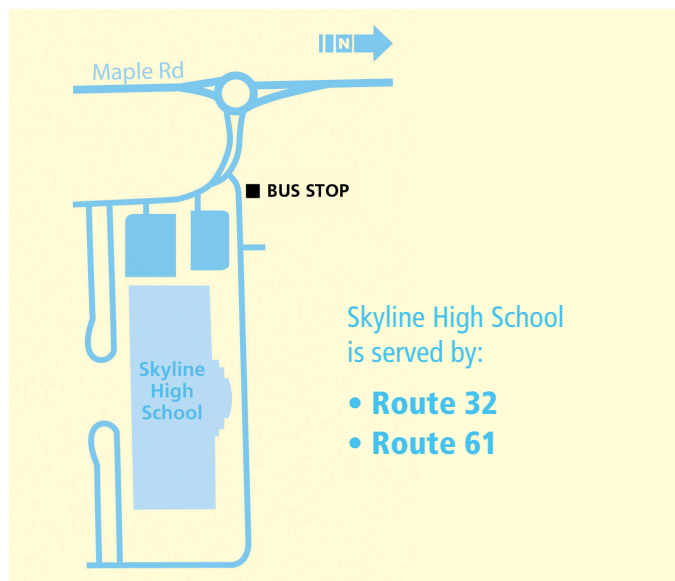 N
Maple Rd
BUS STOP
Skyline High School
is served by:
• Route 32
• Route 61
Skyline
High
School